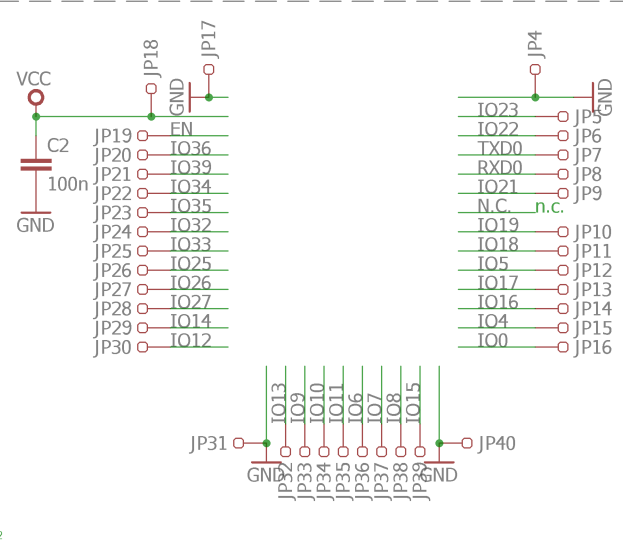 JP17
JP18
JP4
VCC
GND
GND
IO23 JP5
JP19 EN
IO22 JP6
JP20 IO36
TXD0 JP7
C2
JP21 IO39
RXD0 JP8
100n
JP22 IO34
IO21 JP9
JP23 IO35
N.C. n.c.
GND
JP24 IO32
IO19 JP10
JP25 IO33
IO18 JP11
JP26 IO25
IO5 JP12
JP27 IO26
IO17 JP13
JP28 IO27
IO16 JP14
JP29 IO14
IO4 JP15
JP30 IO12
IO0 JP16
IO13 IO9 IO10 IO11 IO6 IO7 IO8 IO15
JP31
JP40
GND
GND
JP32 JP33 JP34 JP35 JP36 JP37 JP38 JP39